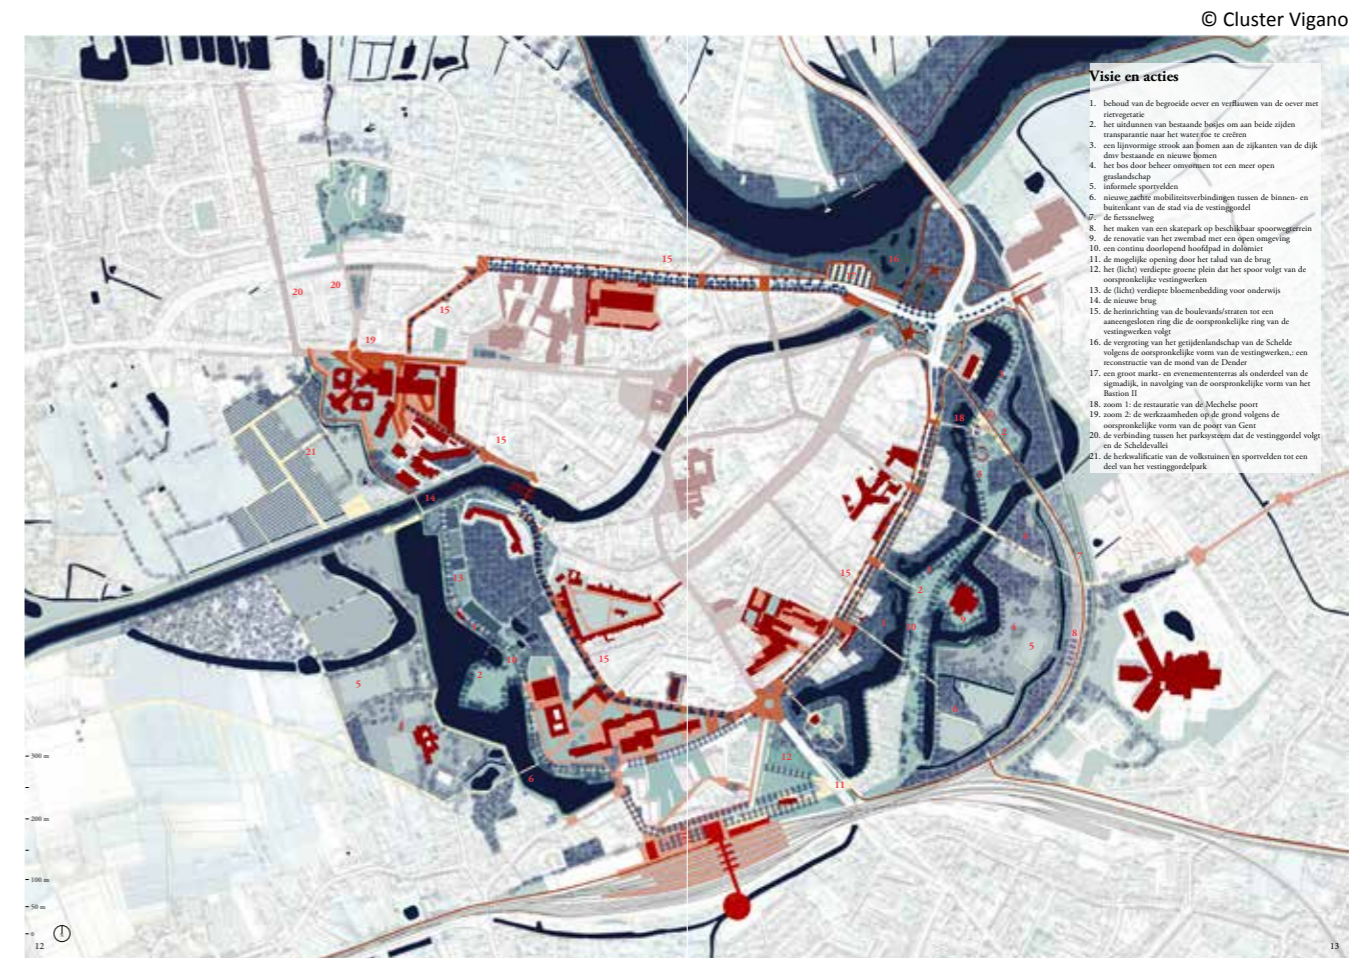 © Cluster Vigano
Visie en acties
1. behoud van de begroeide oever en verflauwen van de oever met
rietvegetatie
2. het uitdunnen van bestaande bosjes om aan beide zijden
transparantie naar het water toe te creëren
3. een lijnvormige strook aan bomen aan de zijkanten van de dijk
dmv bestaande en nieuwe bomen
4. het bos door beheer omvormen tot een meer open
graslandschap
5. informele sportvelden
6. nieuwe zachte mobiliteitsverbindingen tussen de binnen- en
buitenkant van de stad via de vestinggordel
7. de fietssnelweg
8. het maken van een skatepark op beschikbaar spoorwegterrein
9. de renovatie van het zwembad met een open omgeving
10. een continu doorlopend hoofdpad in dolomiet
11. de mogelijke opening door het talud van de brug
12. het (licht) verdiepte groene plein dat het spoor volgt van de
oorspronkelijke vestingwerken
13. de (licht) verdiepte bloemenbedding voor onderwijs
14. de nieuwe brug
15. de herinrichting van de boulevards/straten tot een
aaneengesloten ring die de oorspronkelijke ring van de
vestingwerken volgt
16. de vergroting van het getijdenlandschap van de Schelde
volgens de oorspronkelijke vorm van de vestingwerken,: een
reconstructie van de mond van de Dender
17. een groot markt- en evenemententerras als onderdeel van de
sigmadijk, in navolging van de oorspronkelijke vorm van het
Bastion II
18. zoom 1: de restauratie van de Mechelse poort
19. zoom 2: de werkzaamheden op de grond volgens de
oorspronkelijke vorm van de poort van Gent
20. de verbinding tussen het parksysteem dat de vestinggordel volgt
en de Scheldevallei
21. de herkwalificatie van de volkstuinen en sportvelden tot een
deel van het vestinggordelpark
15
16
20
20
15
19
18
15
21
14
15
13
2
10
5
8
5
2
10
15
12
11
6
300 m
200 m
100 m
50 m
0
12
13